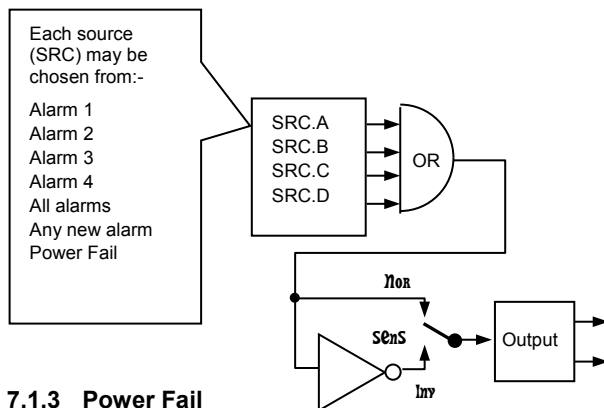 Each source
(SRC) may be
chosen from:-
Alarm 1
Alarm 2
Alarm 3
Alarm 4
All alarms
Any new alarm
Power Fail
SRC.A
SRC.B
SRC.C
SRC.D
OR
nor
sens
Inv
Output
7.1.3 Power Fail